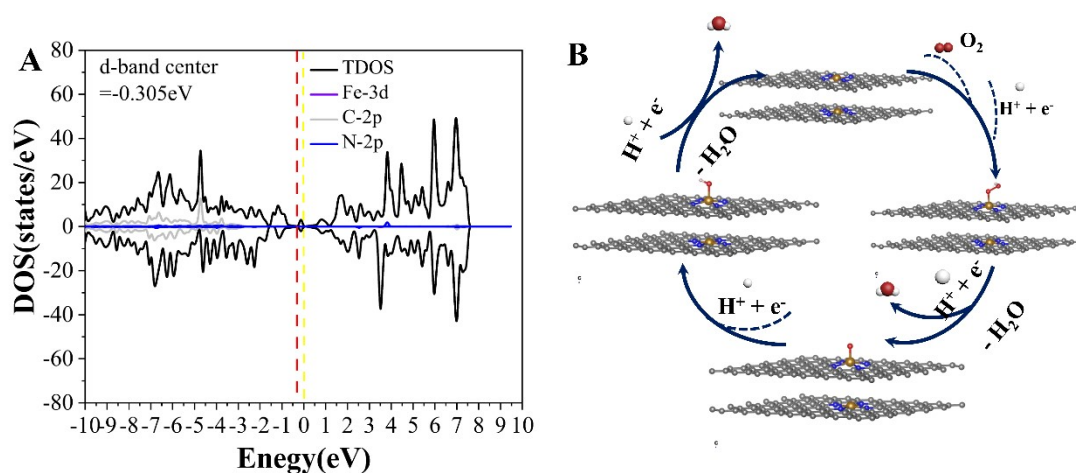 A
d-band center
=-0.305eV
TDOS
Fe-3d
C-2p
N-2p
DOS(states/eV)
80
60
40
20
0
-20
-40
-60
-80
-10 -9 -8 -7 -6 -5 -4 -3 -2 -1 0 1 2 3 4 5 6 7 8 9 10
Enegy(eV)
B
O2
H+ + e-
H+ + e-
- H2O
H+ + e-
- H2O
H+ + e-